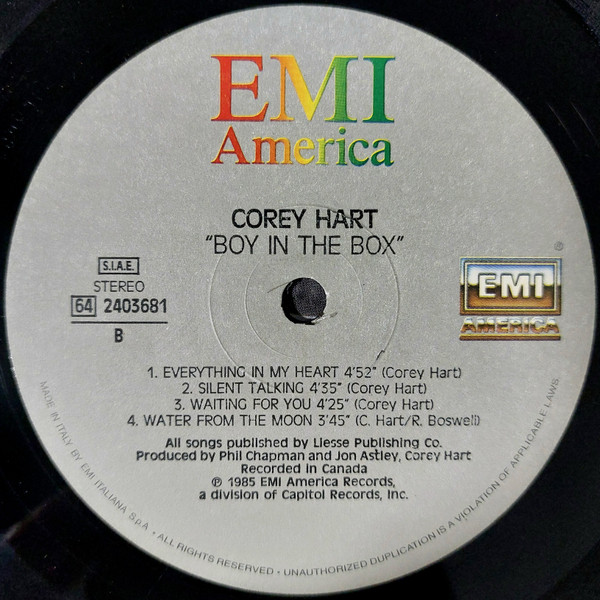 EMI
America
COREY HART
"BOY IN THE BOX"
®
S.I.A.E.
STEREO
64 2403681
B
EMI
AMERICA
1. EVERYTHING IN MY HEART 4'52" (Corey Hart)
2. SILENT TALKING 4'35" (Corey Hart)
3. WAITING FOR YOU 4'25" (Corey Hart)
4. WATER FROM THE MOON 3'45" (C. Hart/R. Boswell)
All songs published by Liesse Publishing Co.
Produced by Phil Chapman and Jon Astley, Corey Hart
Recorded in Canada
℗ 1985 EMI America Records,
a division of Capitol Records, Inc.
MADE IN ITALY BY EMI ITALIANA S.p.A. • ALL RIGHTS RESERVED • UNAUTHORIZED DUPLICATION IS A VIOLATION OF APPLICABLE LAWS